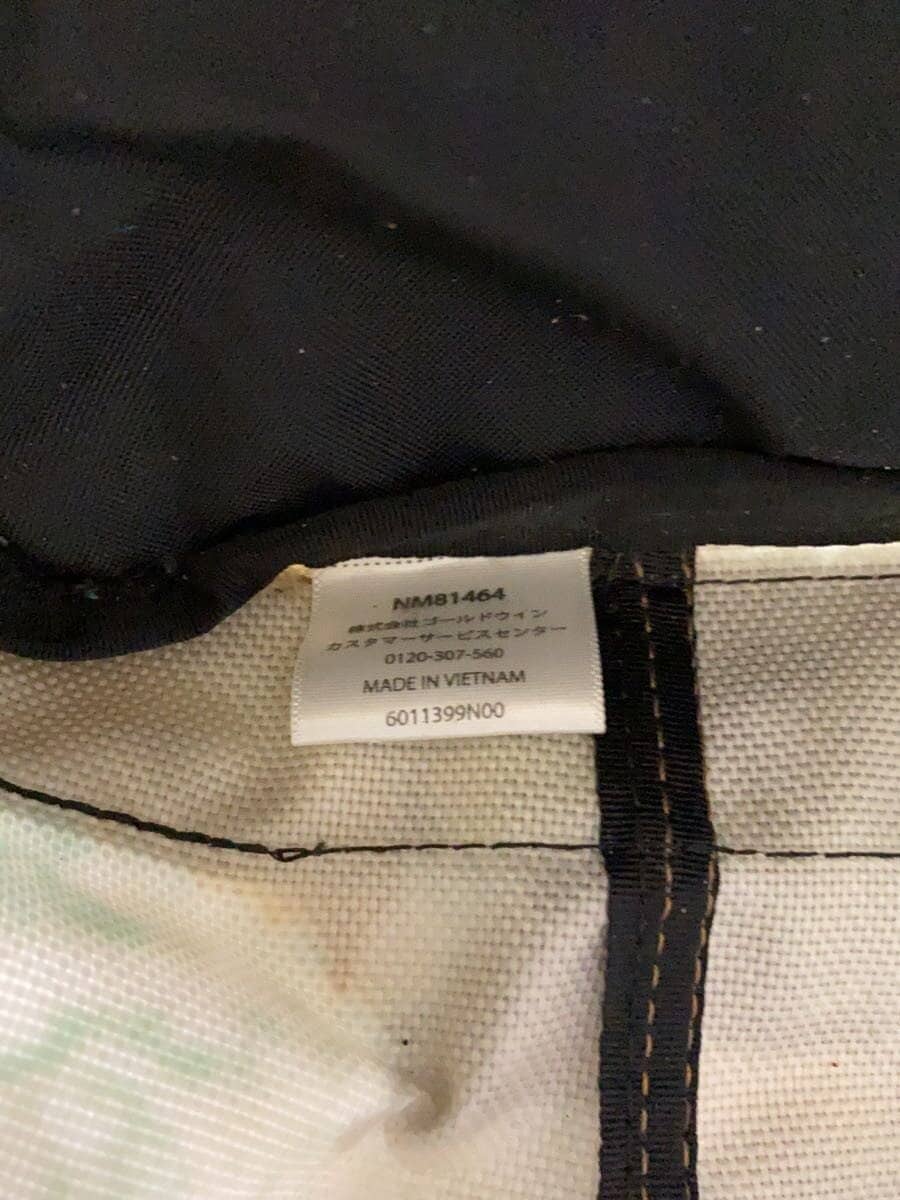 NM81464
株式会社ゴールドウイン
カスタマーサービスセンター
0120-307-560
MADE IN VIETNAM
6011399N00